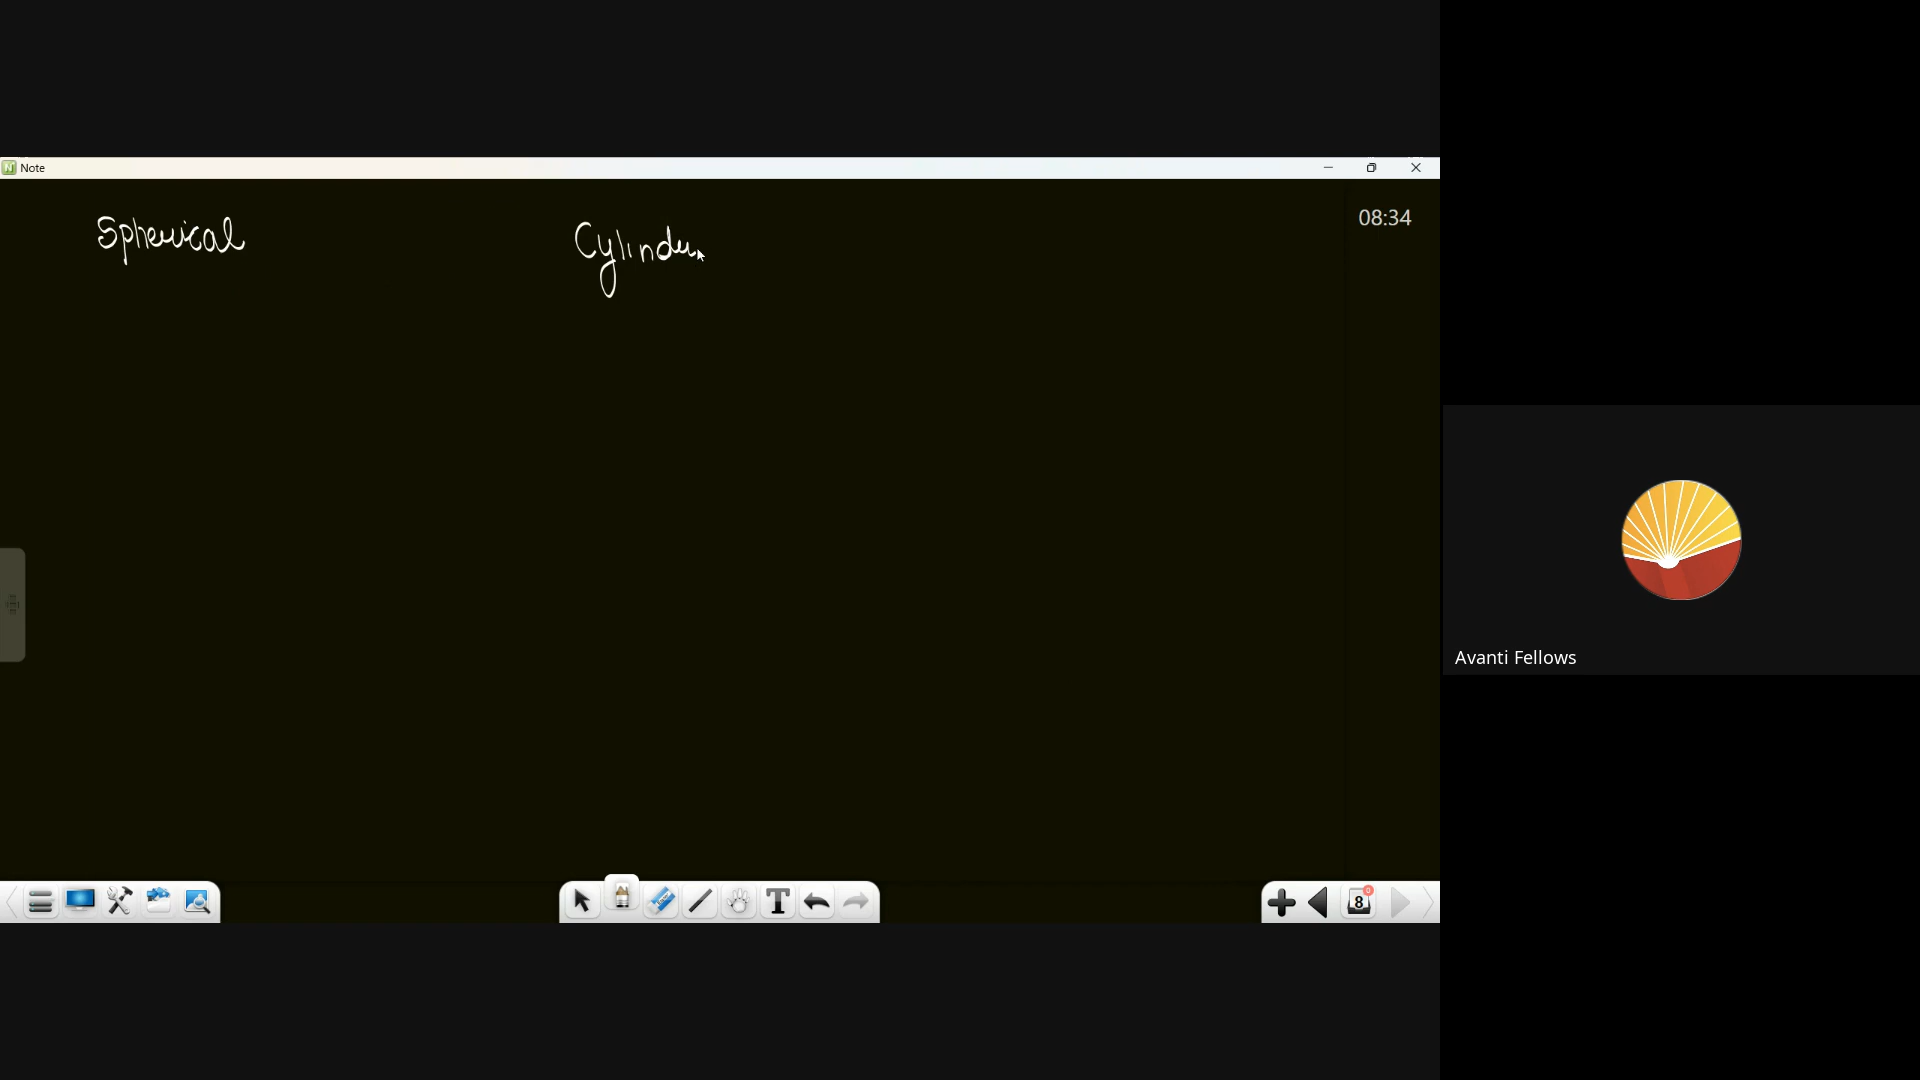 Note
08:34
Spherical
Cylinder
8
Avanti Fellows